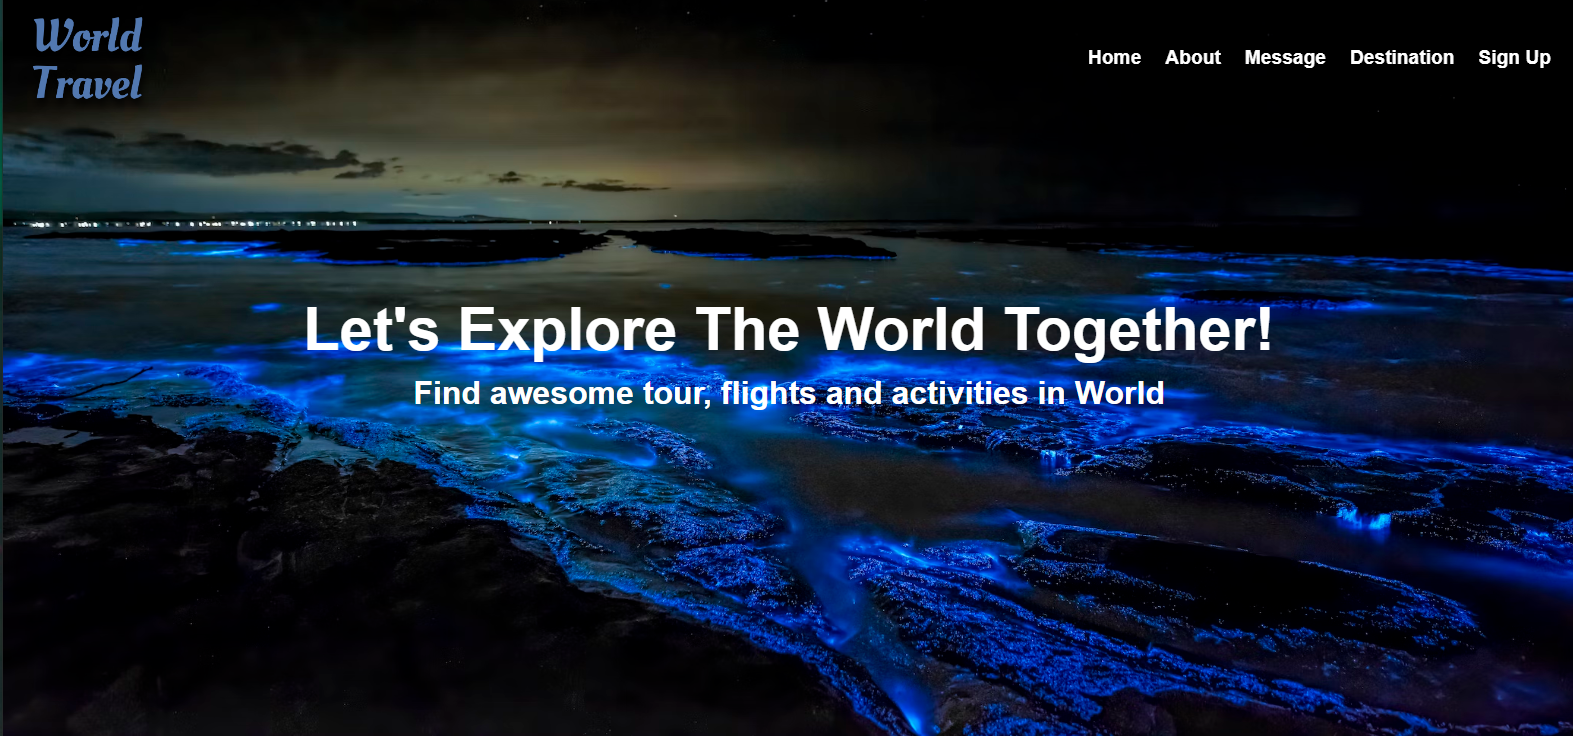 World
Travel
Home About Message Destination Sign Up
Let's Explore The World Together!
Find awesome tour, flights and activities in World